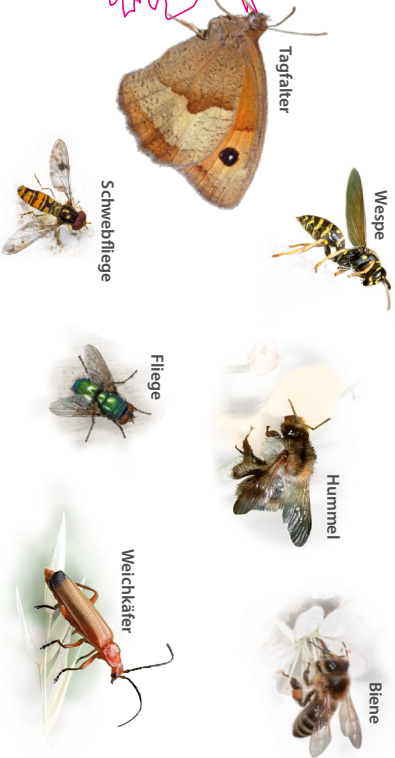 Tagfalter
Wespe
Schwebfliege
Fliege
Hummel
Weichkäfer
Biene